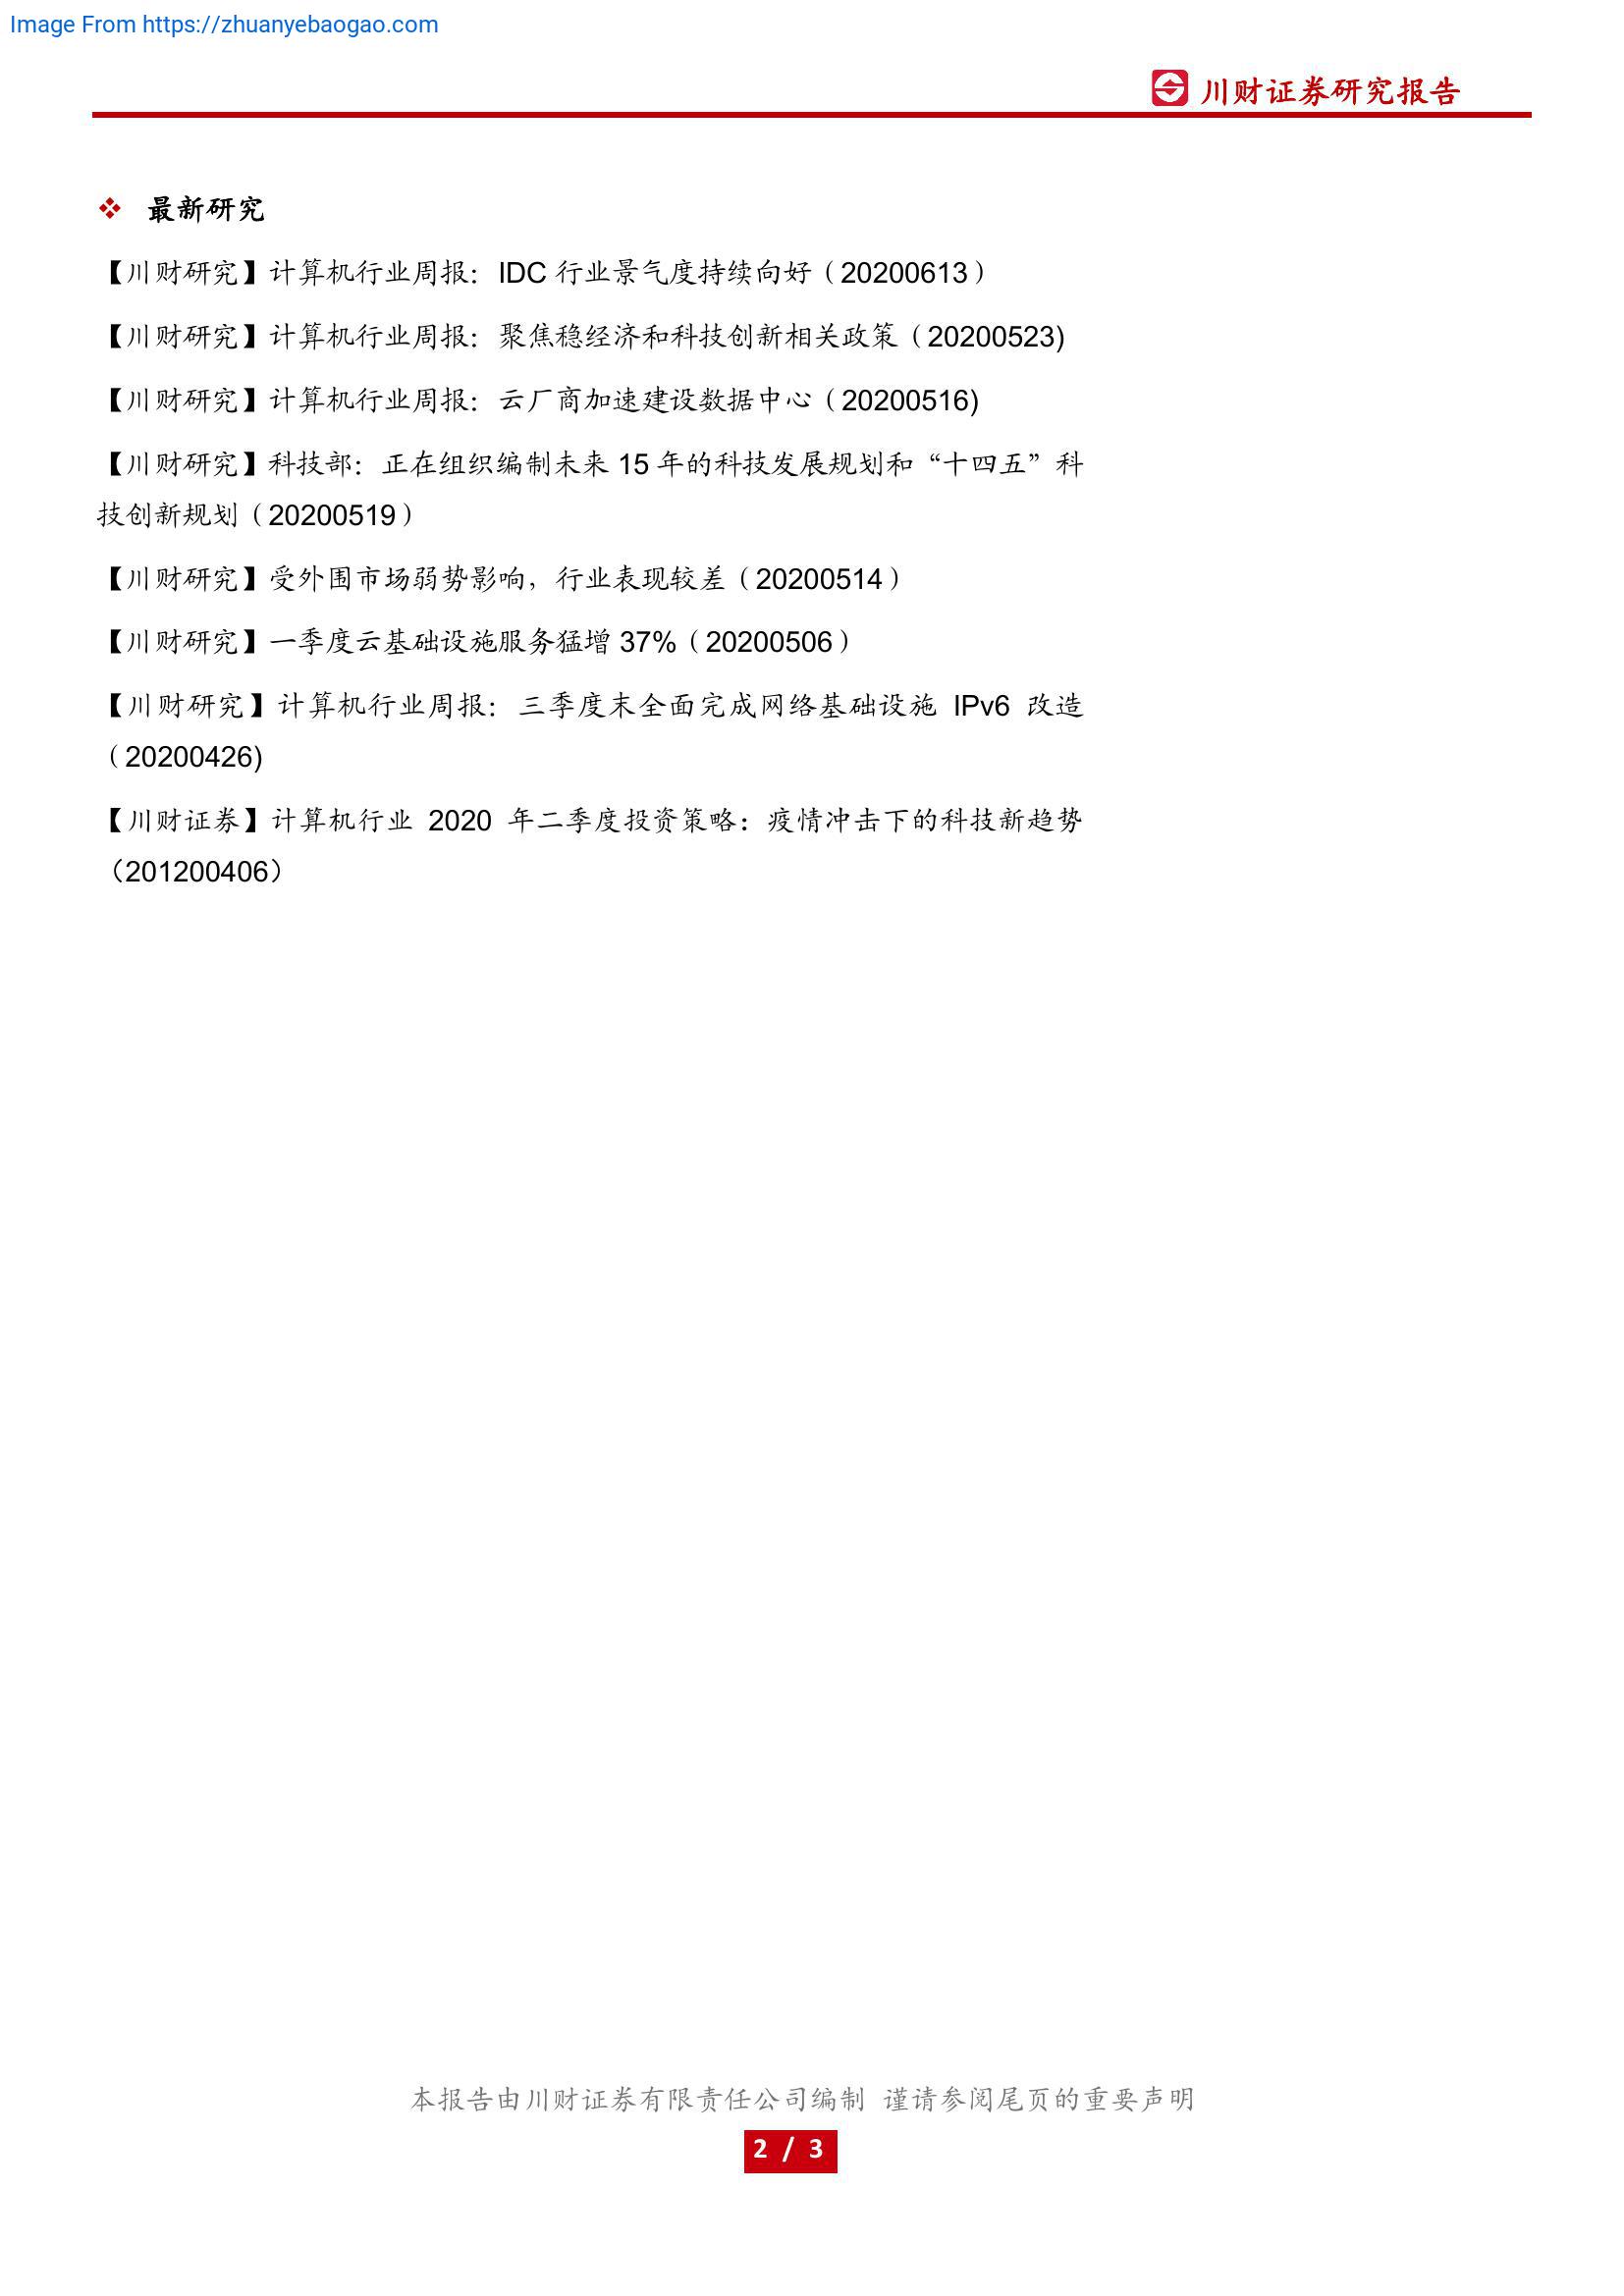 Image From https://zhuanyebaogao.com
川财证券研究报告
❖ 最新研究
【川财研究】计算机行业周报：IDC 行业景气度持续向好（20200613）
【川财研究】计算机行业周报：聚焦稳经济和科技创新相关政策（20200523)
【川财研究】计算机行业周报：云厂商加速建设数据中心（20200516)
【川财研究】科技部：正在组织编制未来 15 年的科技发展规划和“十四五”科
技创新规划（20200519）
【川财研究】受外围市场弱势影响，行业表现较差（20200514）
【川财研究】一季度云基础设施服务猛增 37%（20200506）
【川财研究】计算机行业周报：三季度末全面完成网络基础设施 IPv6 改造
（20200426)
【川财证券】计算机行业 2020 年二季度投资策略：疫情冲击下的科技新趋势
（201200406）
本报告由川财证券有限责任公司编制 谨请参阅尾页的重要声明
2 / 3